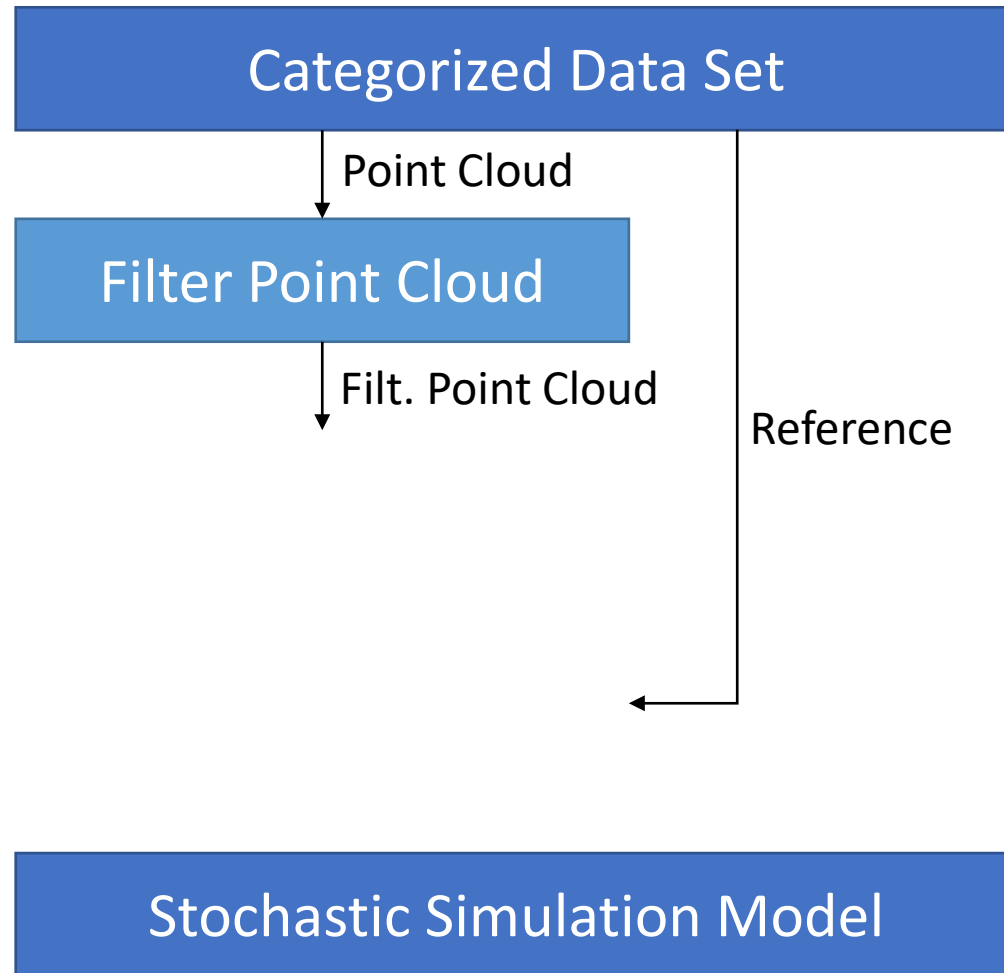 Categorized Data Set
Point Cloud
Filter Point Cloud
Filt. Point Cloud
Reference
Stochastic Simulation Model